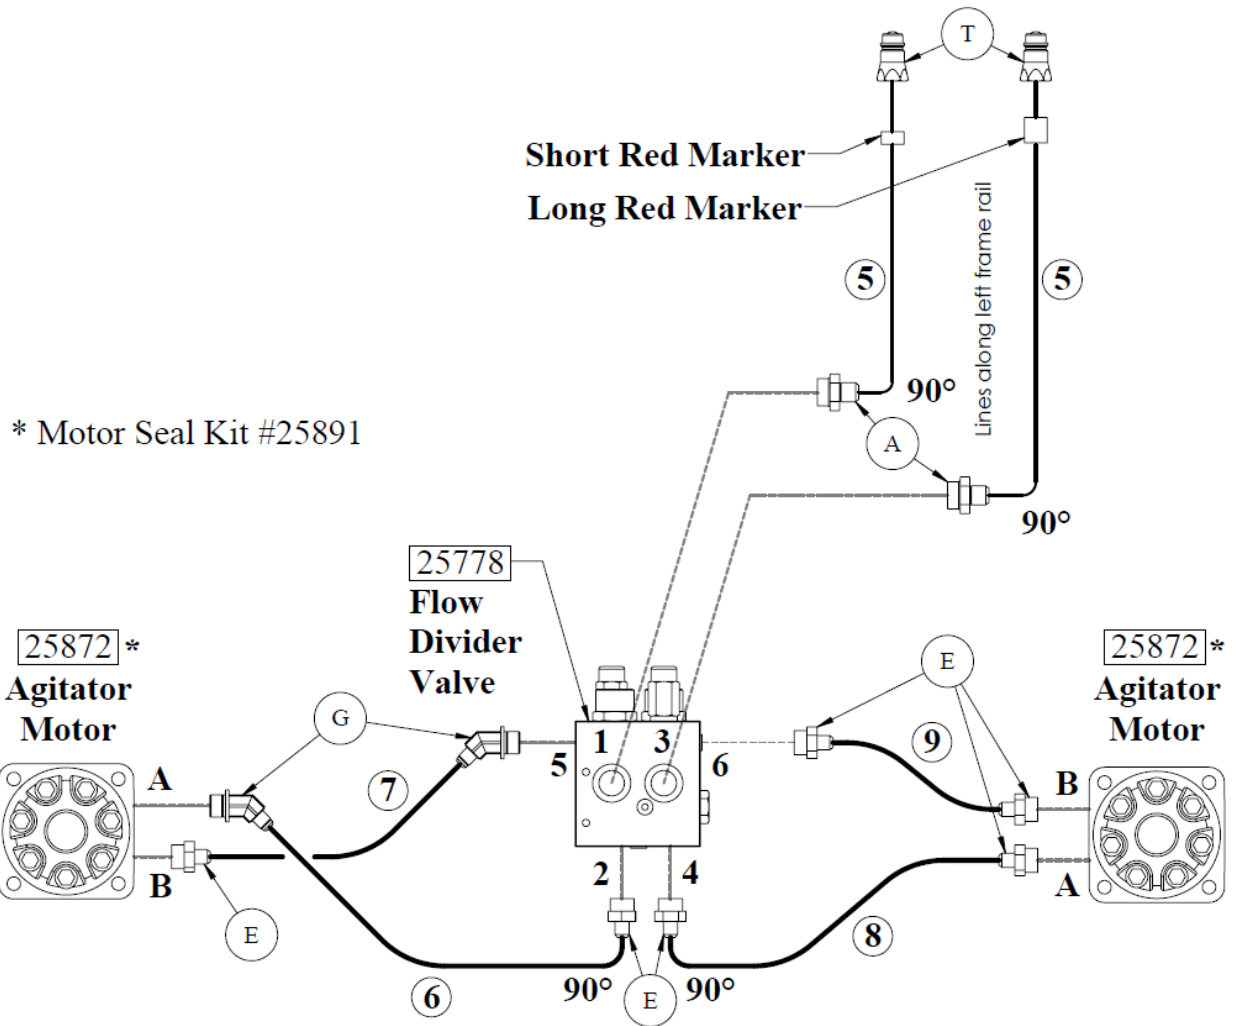 T
Short Red Marker
Long Red Marker
5
Lines along left frame rail
5
90°
A
90°
* Motor Seal Kit #25891
25778
Flow
Divider
Valve
25872 *
Agitator
Motor
E
25872 *
Agitator
Motor
G
1 3
5
6
9
7
A
B
B
A
2
4
E
8
6
90°
E
90°